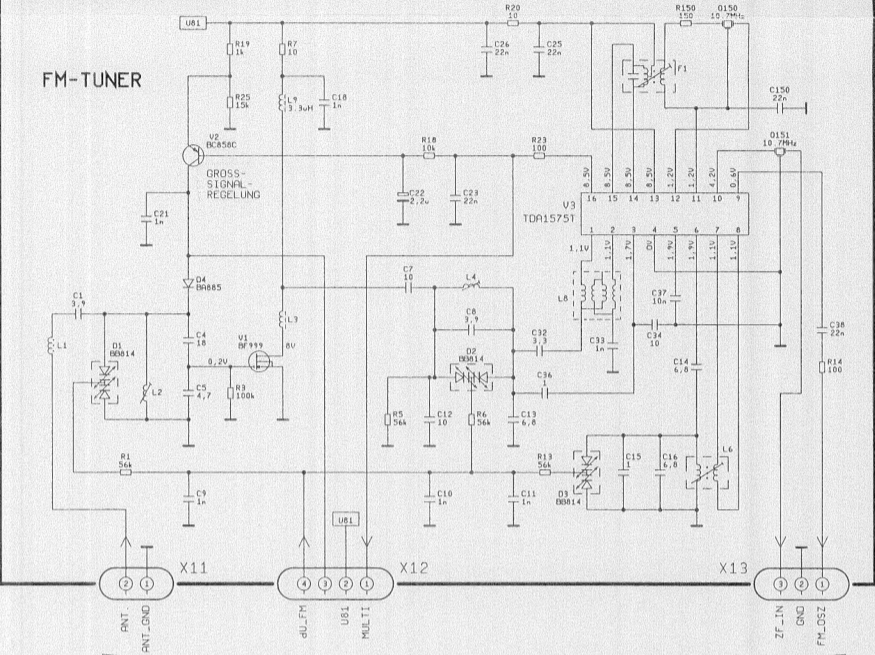 U81
R20
10
R150
150
Q150
10.7MHz
R19
1k
R7
10
C26
22n
C25
22n
F1
FM-TUNER
R25
15k
L9
3.3uH
C18
1n
C150
22n
V2
BC858C
R18
10k
R23
100
Q151
10.7MHz
GROSS-
SIGNAL-
REGELUNG
8.5V
8.5V
8.5V
8.5V
1.2V
1.2V
4.2V
0.6V
C22
2,2u
C23
22n
16 15 14 13 12 11 10 9
V3
TDA1575T
C21
1n
1 2 3 4 5 6 7 8
1.1V
1.1V
1.7V
0V
1.9V
1.9V
1.1V
1.1V
D4
BA885
C7
10
L4
L8
C37
10n
C1
3,9
L3
C8
3,9
C34
10
C38
22n
L1
D1
BB814
C4
18
V1
BF999
8V
D2
BB814
C32
3,3
C33
1n
0,2V
C14
6,8
R14
100
L2
C5
4,7
R3
100k
C36
1
R5
56k
C12
10
R6
56k
C13
6,8
R1
56k
R13
56k
C15
1
C16
6,8
L6
C9
1n
C10
1n
C11
1n
D3
BB814
U81
X11
X12
X13
2 1
4 3 2 1
3 2 1
ANT.
ANT_GND
dU_FM
U81
MULTI
ZF_IN
GND
FM_OSZ